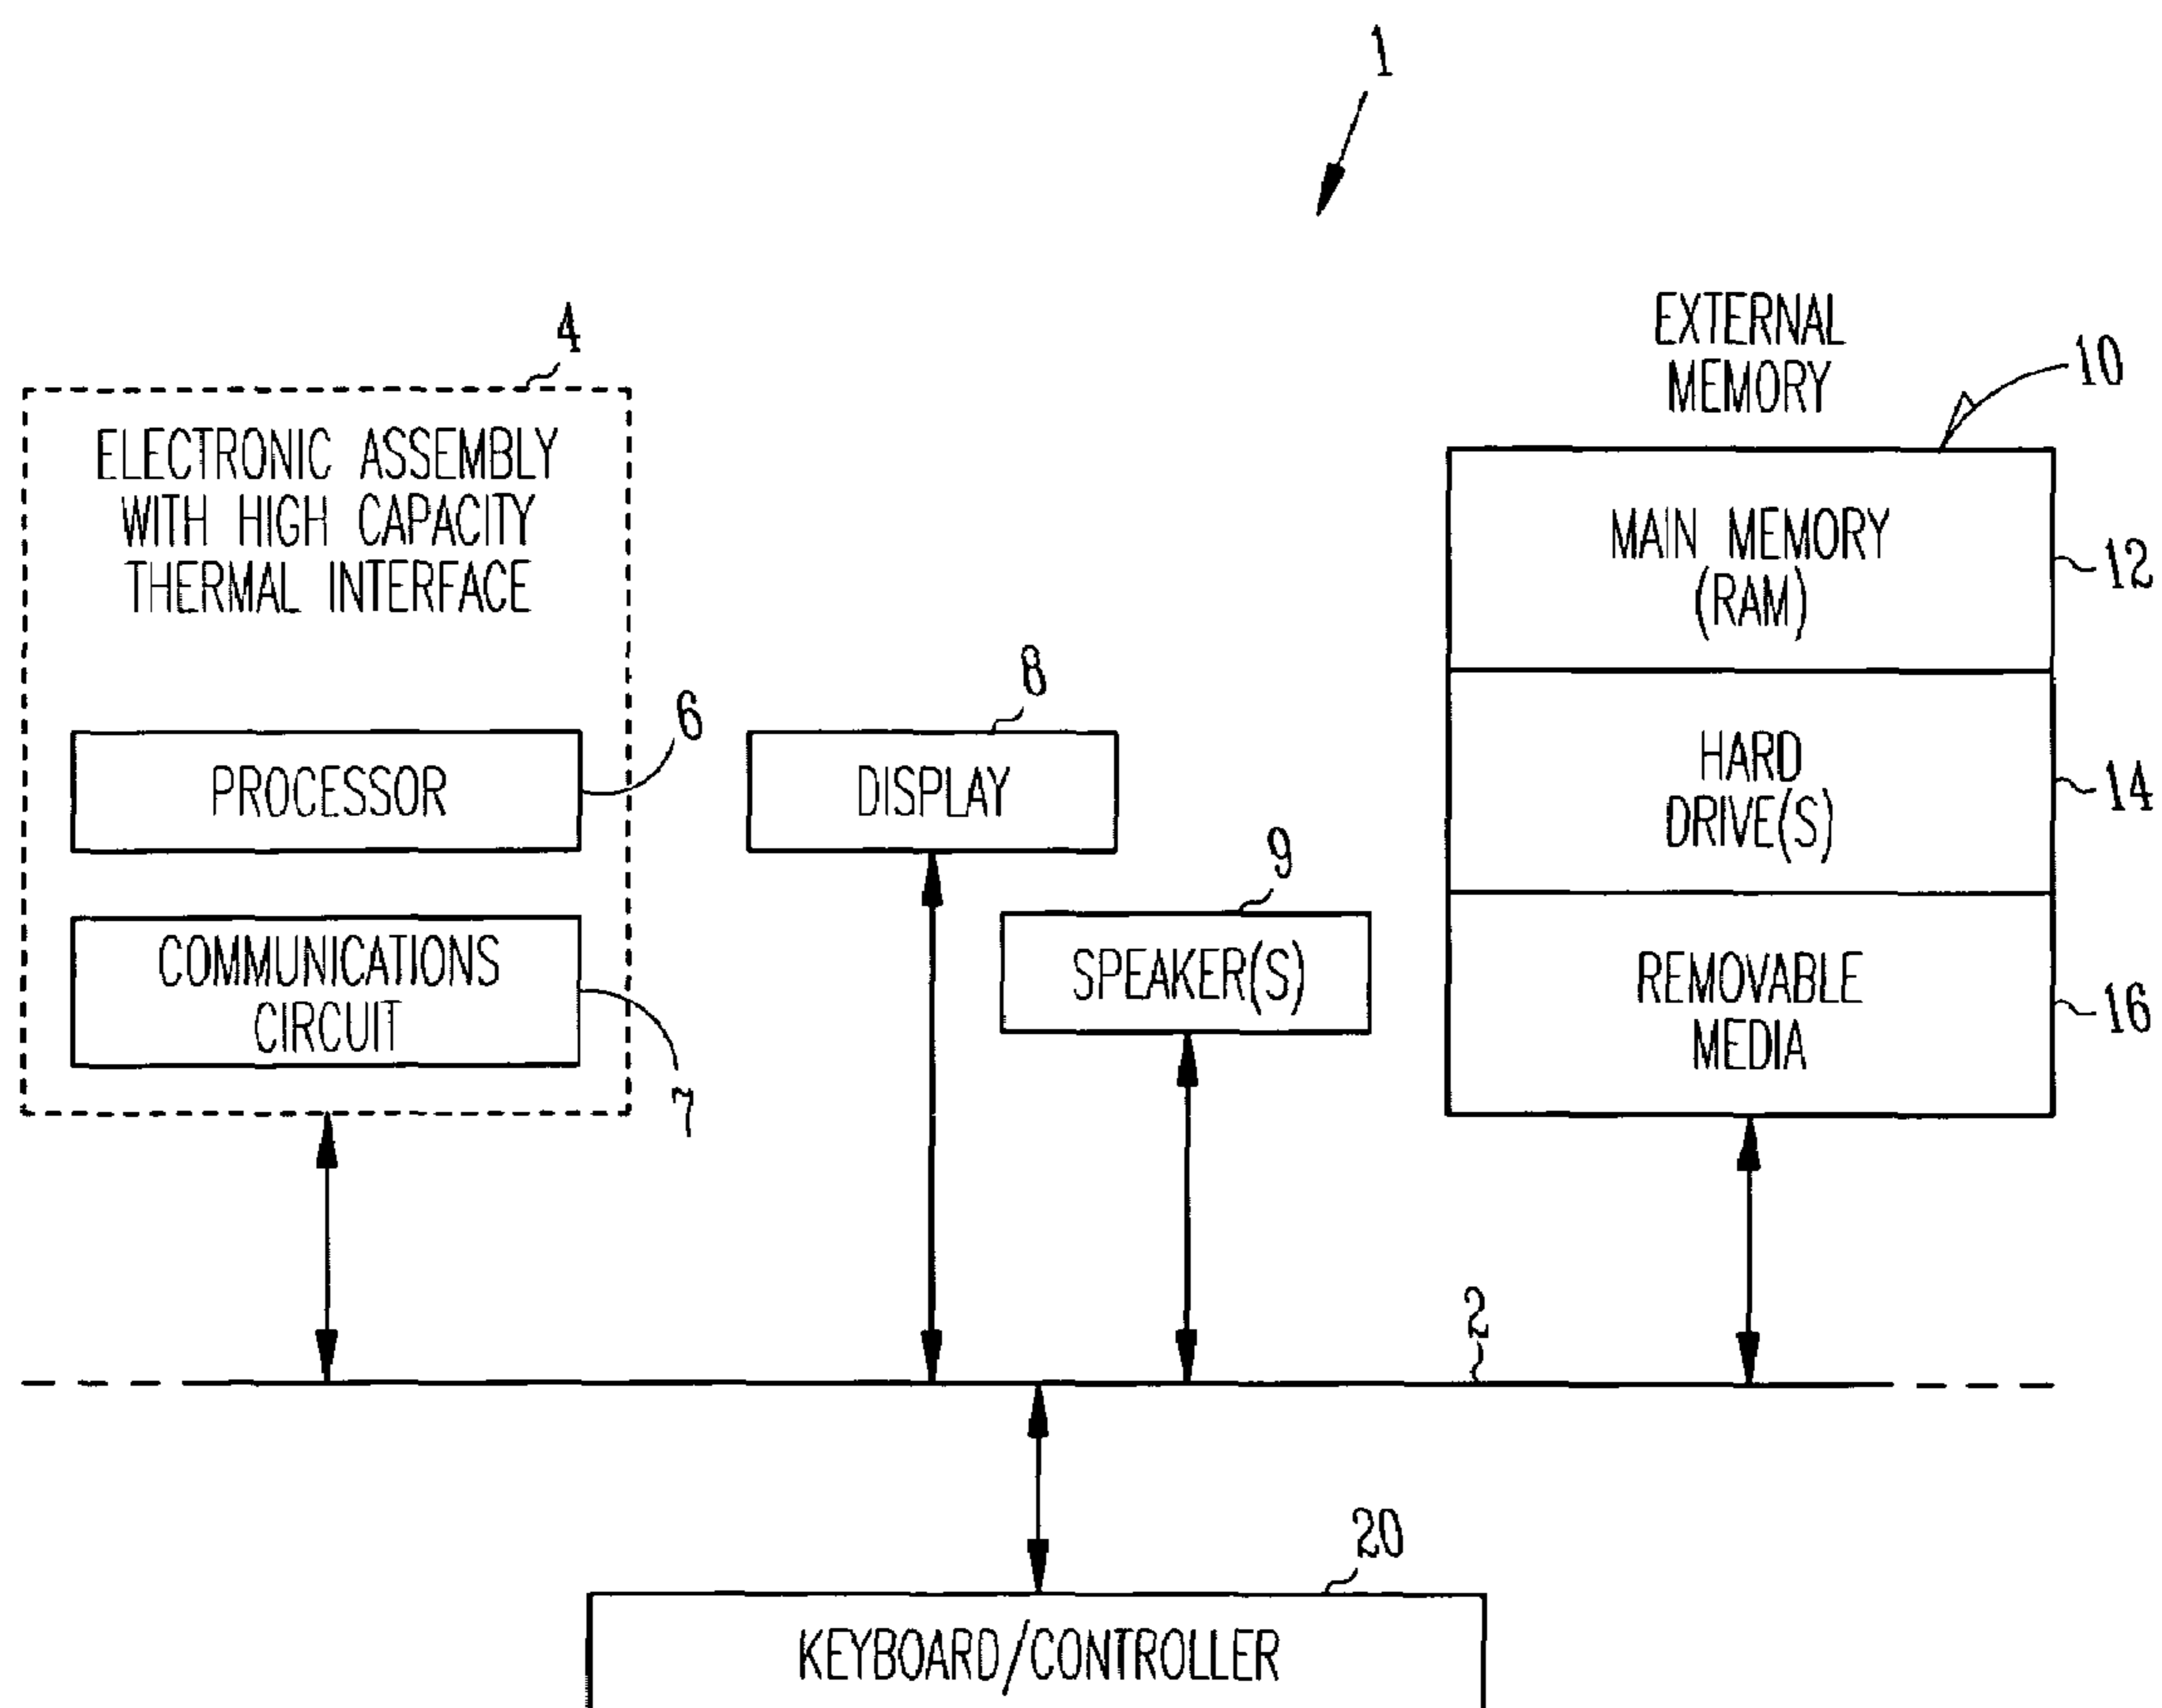 1
4
EXTERNAL
MEMORY
10
ELECTRONIC ASSEMBLY
WITH HIGH CAPACITY
THERMAL INTERFACE
MAIN MEMORY
(RAM)
12
6
8
PROCESSOR
DISPLAY
HARD
DRIVE(S)
14
9
COMMUNICATIONS
CIRCUIT
7
SPEAKER(S)
REMOVABLE
MEDIA
16
2
20
KEYBOARD/CONTROLLER